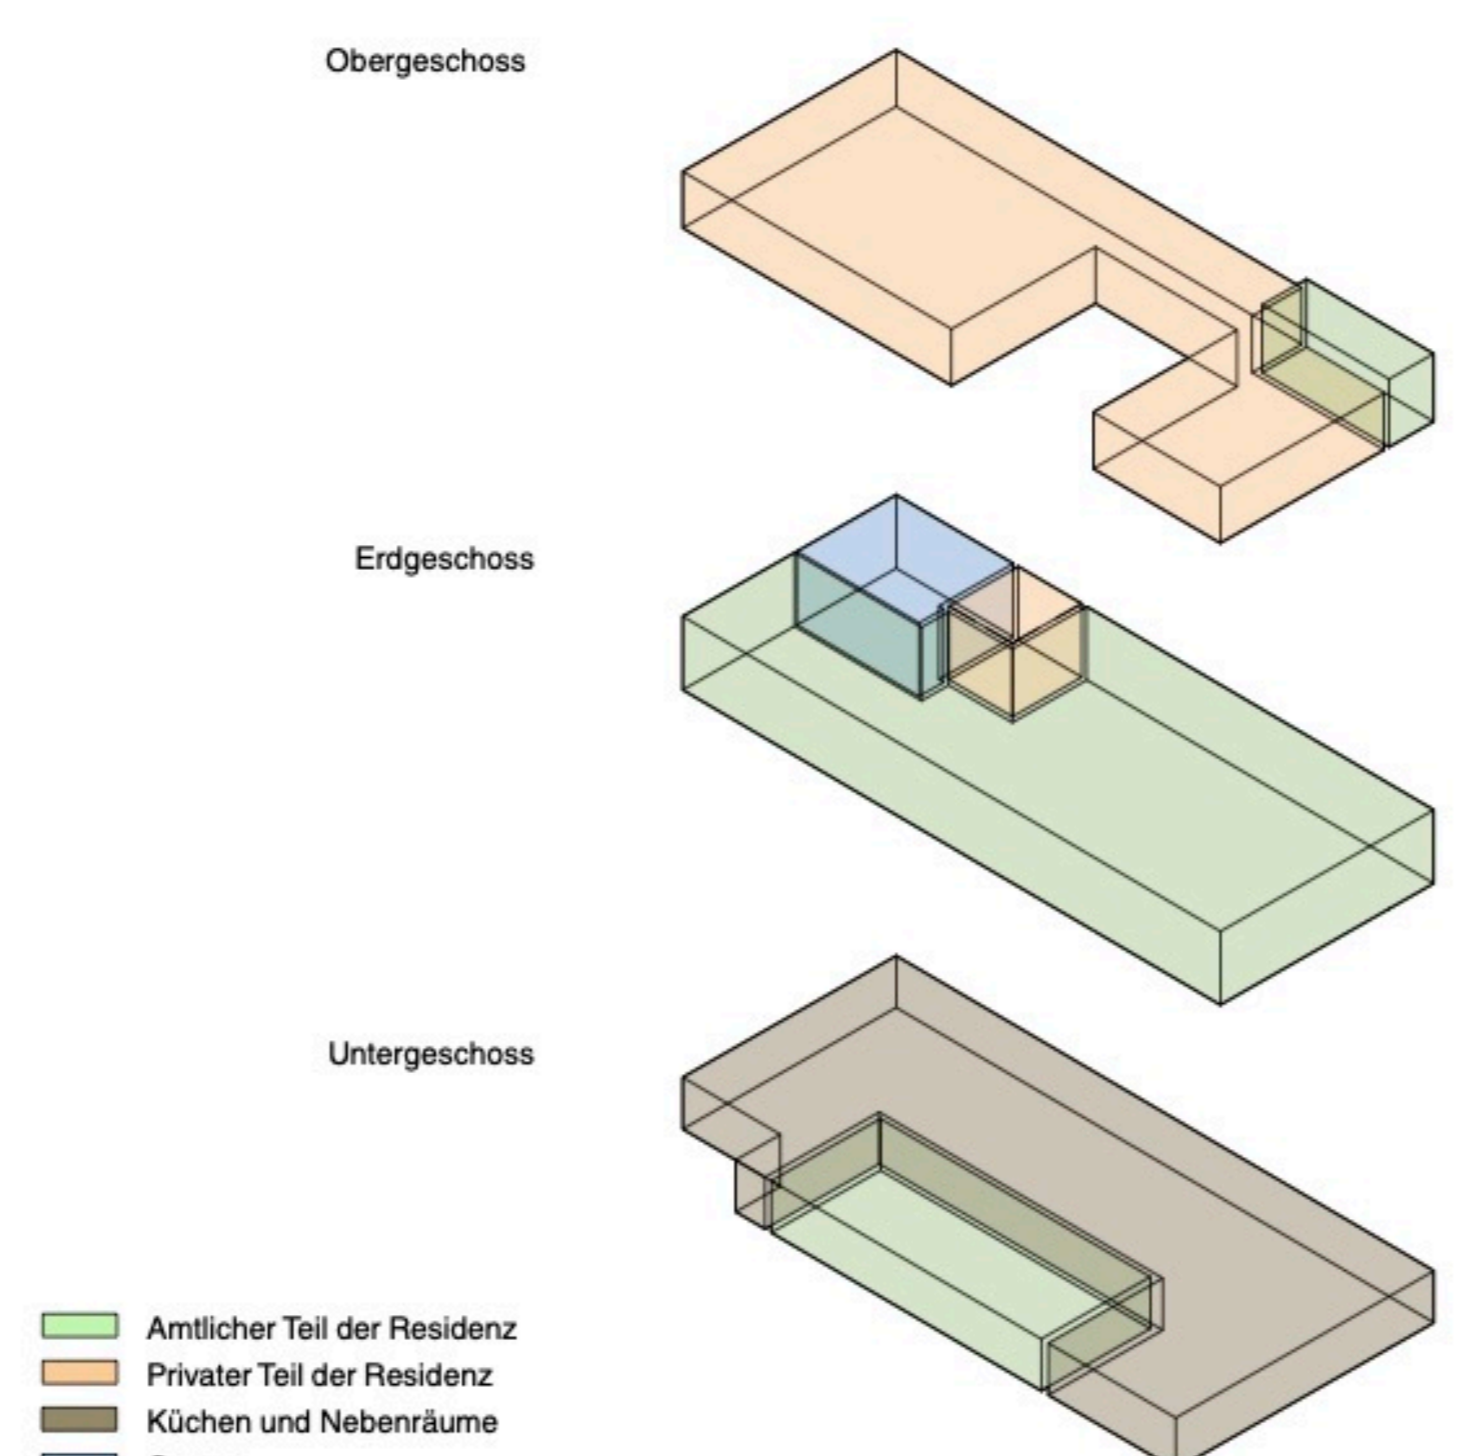 Obergeschoss
Erdgeschoss
Untergeschoss
Amtlicher Teil der Residenz
Privater Teil der Residenz
Küchen und Nebenräume